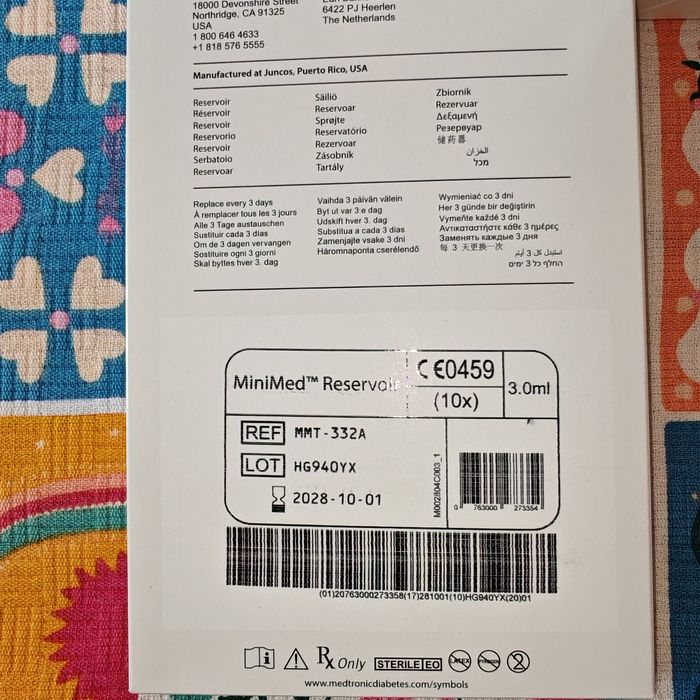 18000 Devonshire Street
Northridge, CA 91325
USA
1 800 646 4633
+1 818 576 5555
6422 PJ Heerlen
The Netherlands
Manufactured at Juncos, Puerto Rico, USA
Reservoir
Réservoir
Reservoir
Reservorio
Reservoir
Serbatoio
Reservoar
Säiliö
Reservoar
Sprøjte
Reservatório
Rezervoar
Zásobník
Tartály
Zbiornik
Rezervuar
Δεξαμενή
Резервуар
储药器
الخزان
מכל
Replace every 3 days
À remplacer tous les 3 jours
Alle 3 Tage austauschen
Sustituir cada 3 días
Om de 3 dagen vervangen
Sostituire ogni 3 giorni
Skal byttes hver 3. dag
Vaihda 3 päivän välein
Byt ut var 3:e dag
Udskift hver 3. dag
Substitua a cada 3 dias
Zamenjajte vsake 3 dni
Háromnaponta cserélendő
Wymieniać co 3 dni
Her 3 günde bir değiştirin
Vyměňte každé 3 dni
Αντικαταστήστε κάθε 3 ημέρες
Заменять каждые 3 дня
每 3 天更换一次
استبدل كل 3 أيام
החלף כל 3 ימים
MiniMed™ Reservoir
CE0459
(10x)
3.0ml
REF MMT-332A
LOT HG940YX
2028-10-01
M002804C003_1
0 763000 273354
(01)20763000273358(17)281001(10)HG940YX(20)01
Rx Only
STERILE EO
LATEX
PYROGEN
2
www.medtronicdiabetes.com/symbols